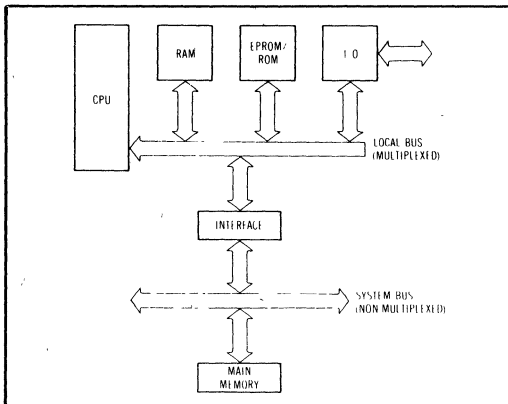 RAM
EPROM/
ROM
I O
CPU
LOCAL BUS
(MULTIPLEXED)
INTERFACE
SYSTEM BUS
(NON MULTIPLEXED)
MAIN
MEMORY